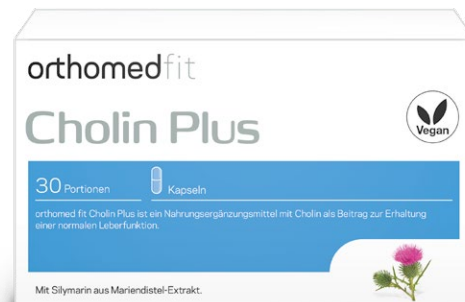 orthomedfit
Cholin Plus
Vegan
30 Portionen
Kapseln
orthomed fit Cholin Plus ist ein Nahrungsergänzungsmittel mit Cholin als Beitrag zur Erhaltung
einer normalen Leberfunktion.
Mit Silymarin aus Mariendistel-Extrakt.